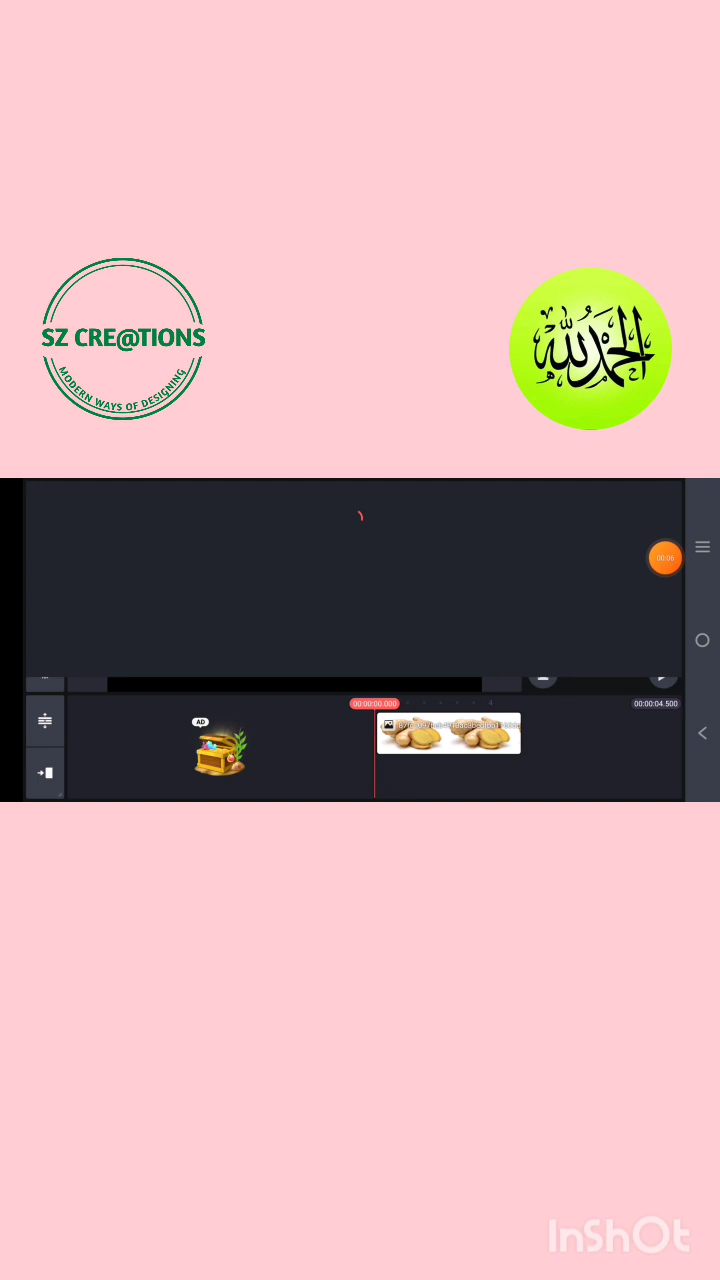 SZ CRE@TIONS
MODERN WAYS OF DESIGNING
الحمد لله
00:06
00:00:00.000
4
00:00:04.500
AD
InShOt